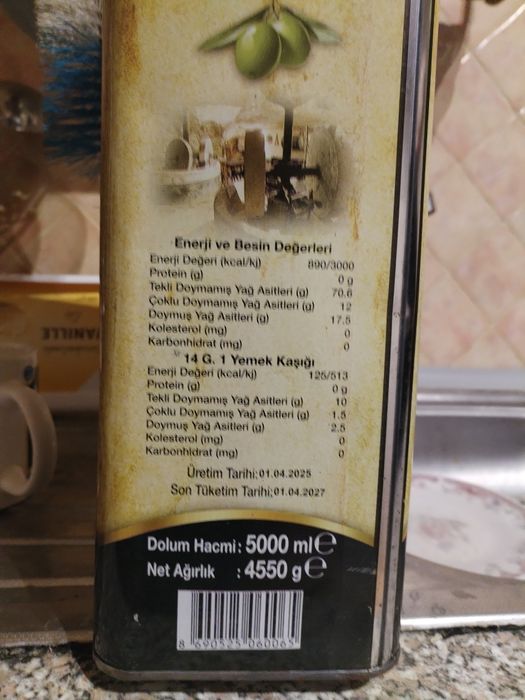 Enerji ve Besin Değerleri
Enerji Değeri (kcal/kj) 890/3000
Protein (g) 0 g
Tekli Doymamış Yağ Asitleri (g) 70.6
Çoklu Doymamış Yağ Asitleri (g) 12
Doymuş Yağ Asitleri (g) 17.5
Kolesterol (mg) 0
Karbonhidrat (mg) 0
14 G. 1 Yemek Kaşığı
Enerji Değeri (kcal/kj) 125/513
Protein (g) 0 g
Tekli Doymamış Yağ Asitleri (g) 10
Çoklu Doymamış Yağ Asitleri (g) 1.5
Doymuş Yağ Asitleri (g) 2.5
Kolesterol (mg) 0
Karbonhidrat (mg) 0
Üretim Tarihi:01.04.2025
Son Tüketim Tarihi:01.04.2027
Dolum Hacmi: 5000 ml e
Net Ağırlık : 4550 g e
8 690525 060065
VANILLE